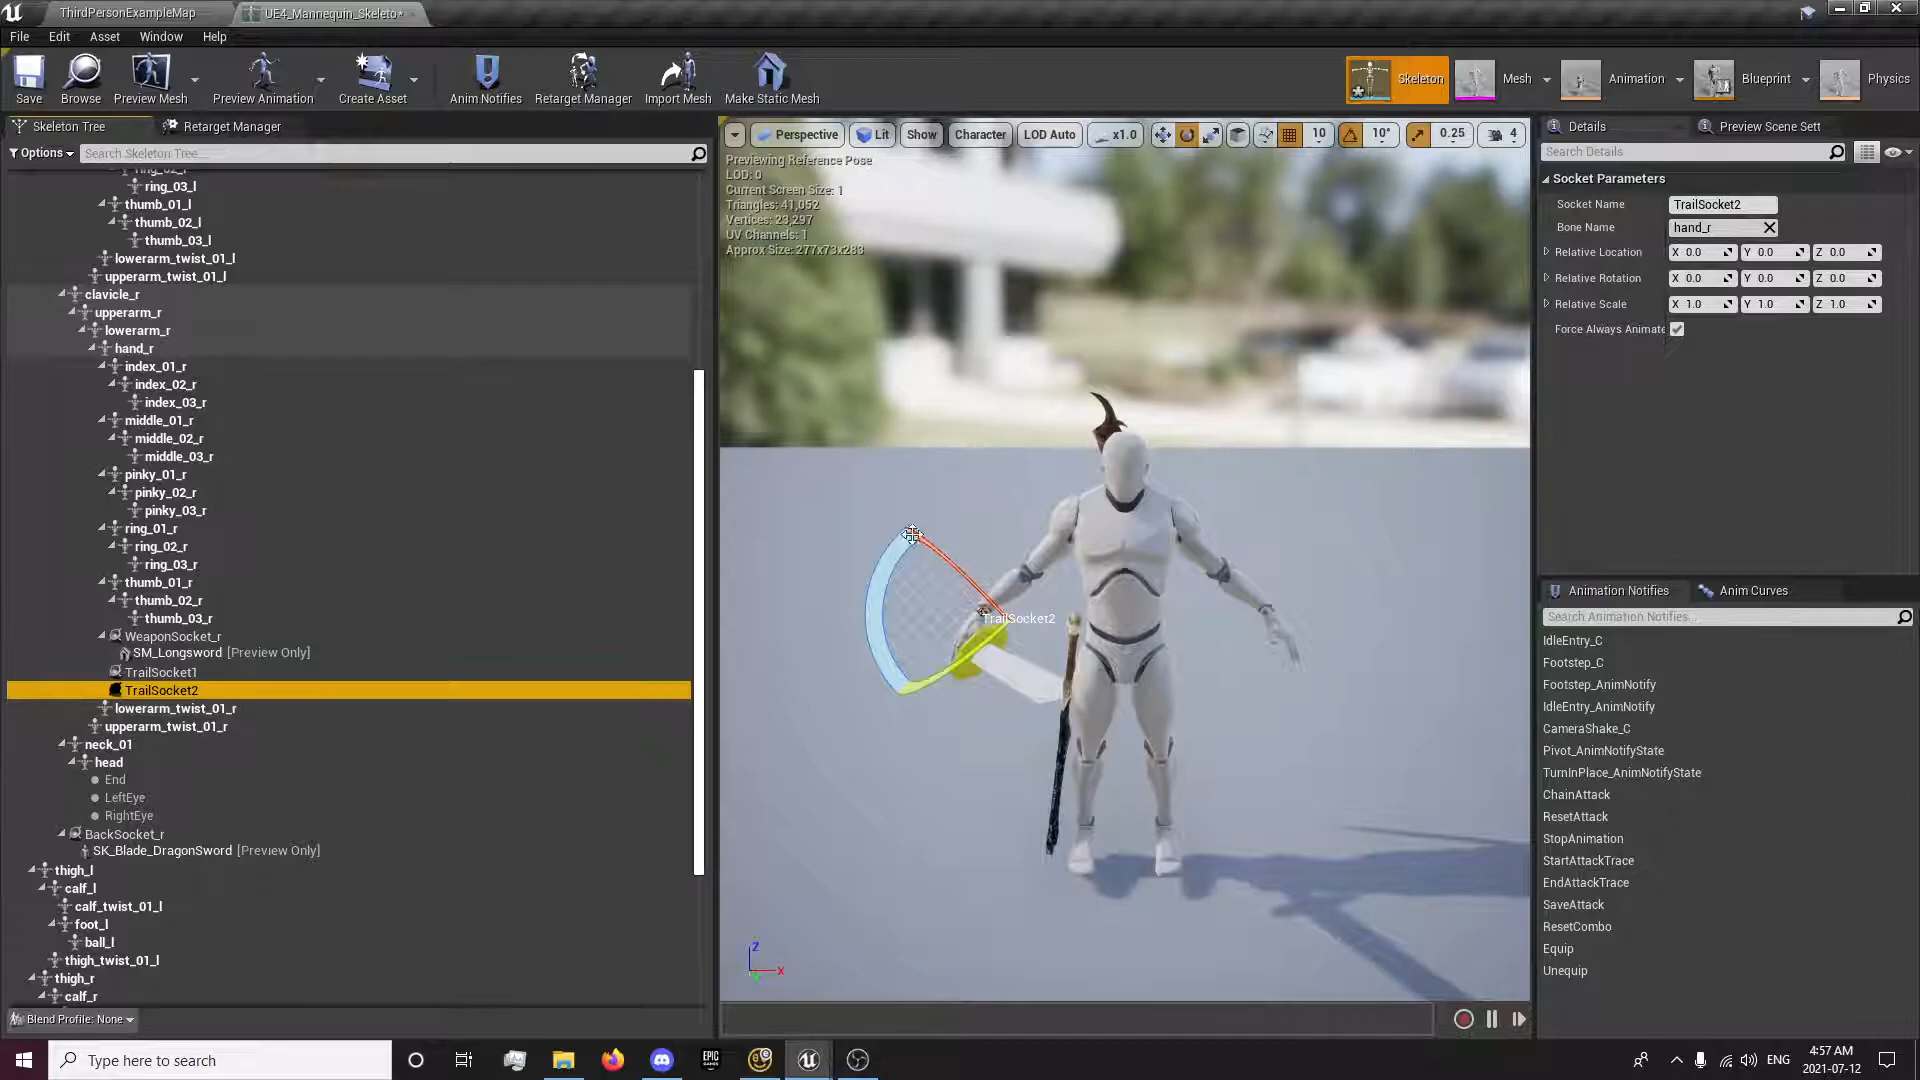 ThirdPersonExampleMap
UE4_Mannequin_Skeleto*
File Edit Asset Window Help
Save
Browse
Preview Mesh
Preview Animation
Create Asset
Anim Notifies
Retarget Manager
Import Mesh
Make Static Mesh
Skeleton
Mesh
Animation
Blueprint
Physics
Skeleton Tree
Retarget Manager
Options
Search Skeleton Tree...
ring_02_l
ring_03_l
thumb_01_l
thumb_02_l
thumb_03_l
lowerarm_twist_01_l
upperarm_twist_01_l
clavicle_r
upperarm_r
lowerarm_r
hand_r
index_01_r
index_02_r
index_03_r
middle_01_r
middle_02_r
middle_03_r
pinky_01_r
pinky_02_r
pinky_03_r
ring_01_r
ring_02_r
ring_03_r
thumb_01_r
thumb_02_r
thumb_03_r
WeaponSocket_r
SM_Longsword [Preview Only]
TrailSocket1
TrailSocket2
lowerarm_twist_01_r
upperarm_twist_01_r
neck_01
head
End
LeftEye
RightEye
BackSocket_r
SK_Blade_DragonSword [Preview Only]
thigh_l
calf_l
calf_twist_01_l
foot_l
ball_l
thigh_twist_01_l
thigh_r
calf_r
Blend Profile: None
Perspective Lit Show Character LOD Auto x1.0 10 10° 0.25 4
Previewing Reference Pose
LOD: 0
Current Screen Size: 1
Triangles: 41,052
Vertices: 23,297
UV Channels: 1
Approx Size: 277x73x283
TrailSocket2
Z
X
Details
Preview Scene Sett
Search Details
Socket Parameters
Socket Name TrailSocket2
Bone Name hand_r
Relative Location X 0.0 Y 0.0 Z 0.0
Relative Rotation X 0.0 Y 0.0 Z 0.0
Relative Scale X 1.0 Y 1.0 Z 1.0
Force Always Animate
Animation Notifies
Anim Curves
Search Animation Notifies...
IdleEntry_C
Footstep_C
Footstep_AnimNotify
IdleEntry_AnimNotify
CameraShake_C
Pivot_AnimNotifyState
TurnInPlace_AnimNotifyState
ChainAttack
ResetAttack
StopAnimation
StartAttackTrace
EndAttackTrace
SaveAttack
ResetCombo
Equip
Unequip
Type here to search
EPIC
GAMES
ENG
4:57 AM
2021-07-12